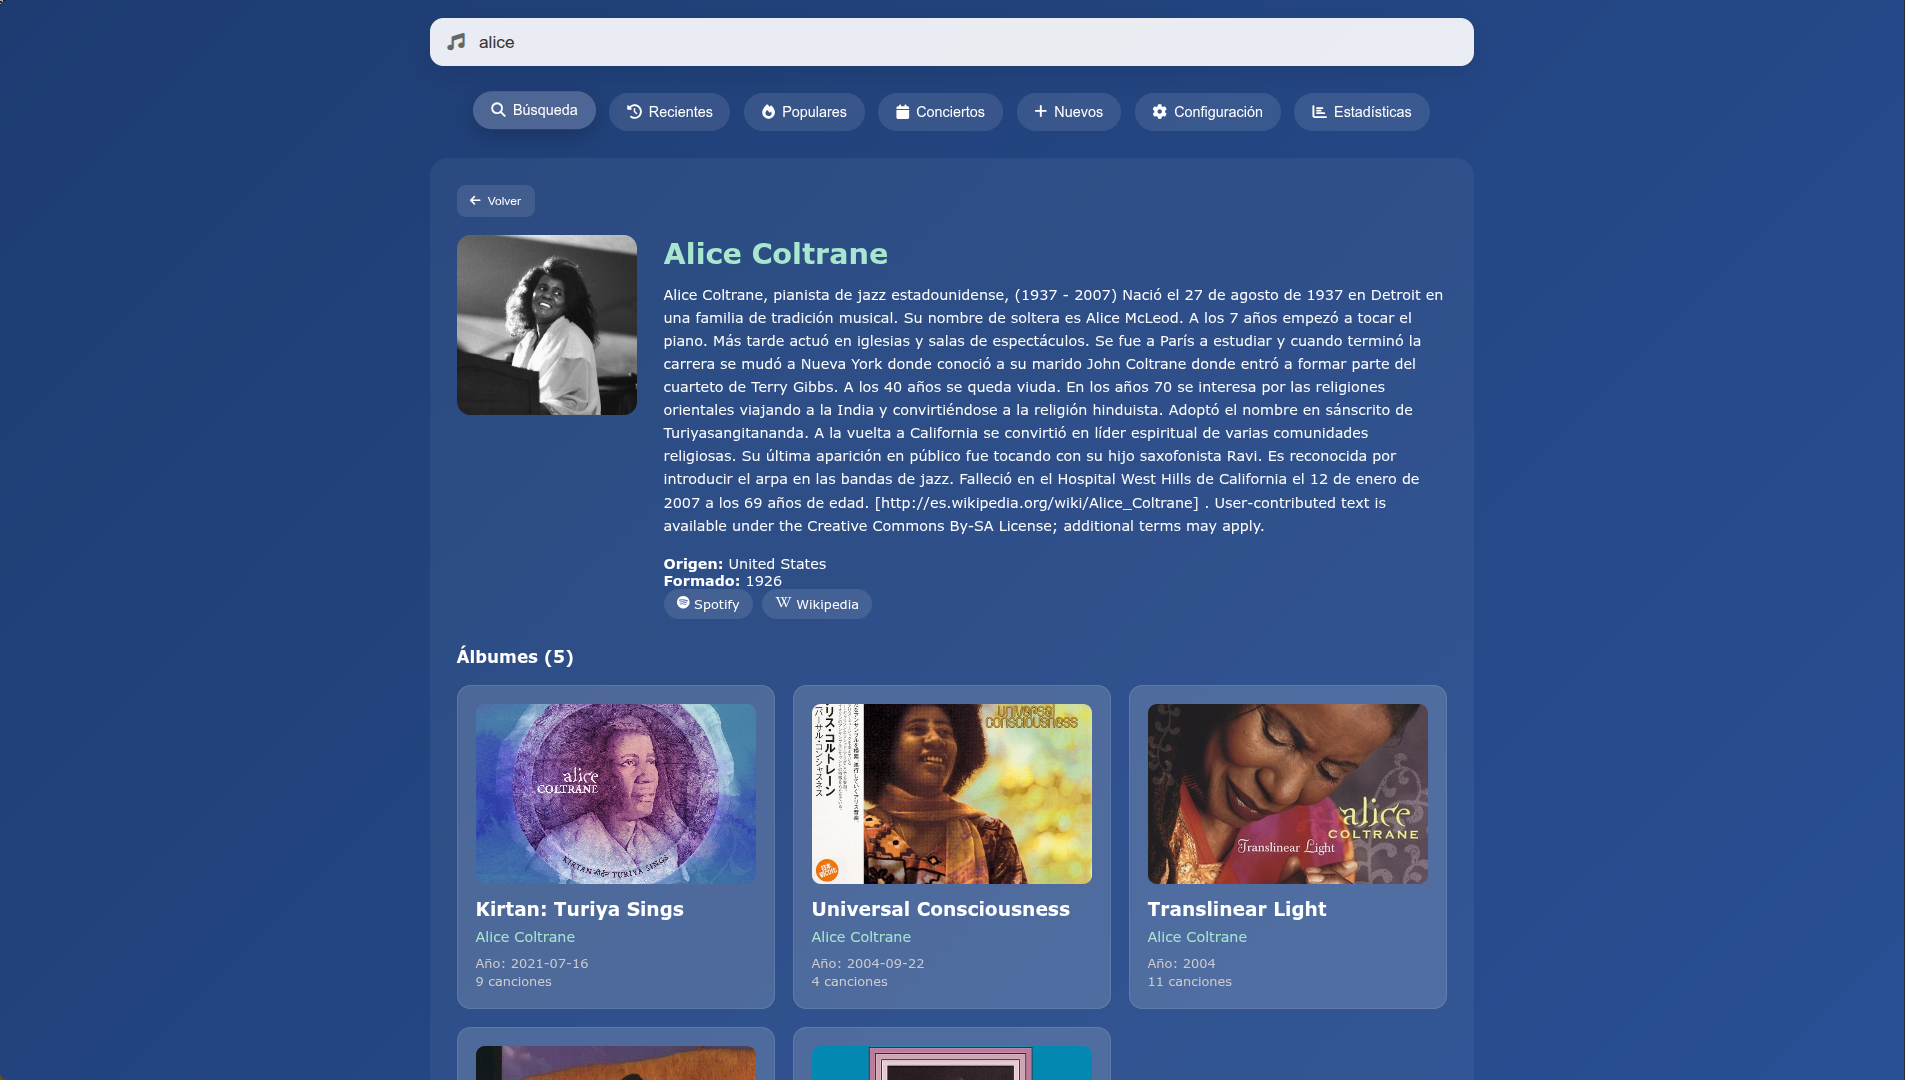 alice
Búsqueda
Recientes
Populares
Conciertos
Nuevos
Configuración
Estadísticas
Volver
Alice Coltrane
Alice Coltrane, pianista de jazz estadounidense, (1937 - 2007) Nació el 27 de agosto de 1937 en Detroit en
una familia de tradición musical. Su nombre de soltera es Alice McLeod. A los 7 años empezó a tocar el
piano. Más tarde actuó en iglesias y salas de espectáculos. Se fue a París a estudiar y cuando terminó la
carrera se mudó a Nueva York donde conoció a su marido John Coltrane donde entró a formar parte del
cuarteto de Terry Gibbs. A los 40 años se queda viuda. En los años 70 se interesa por las religiones
orientales viajando a la India y convirtiéndose a la religión hinduista. Adoptó el nombre en sánscrito de
Turiyasangitananda. A la vuelta a California se convirtió en líder espiritual de varias comunidades
religiosas. Su última aparición en público fue tocando con su hijo saxofonista Ravi. Es reconocida por
introducir el arpa en las bandas de jazz. Falleció en el Hospital West Hills de California el 12 de enero de
2007 a los 69 años de edad. [http://es.wikipedia.org/wiki/Alice_Coltrane] . User-contributed text is
available under the Creative Commons By-SA License; additional terms may apply.
Origen: United States
Formado: 1926
Spotify
Wikipedia
Álbumes (5)
alice
COLTRANE
KIRTAN: TURIYA SINGS
Kirtan: Turiya Sings
Alice Coltrane
Año: 2021-07-16
9 canciones
universal
consciousness
リス・コルトレーン
バーサル・コンシャスネス
Universal Consciousness
Alice Coltrane
Año: 2004-09-22
4 canciones
alice
COLTRANE
Translinear Light
Translinear Light
Alice Coltrane
Año: 2004
11 canciones